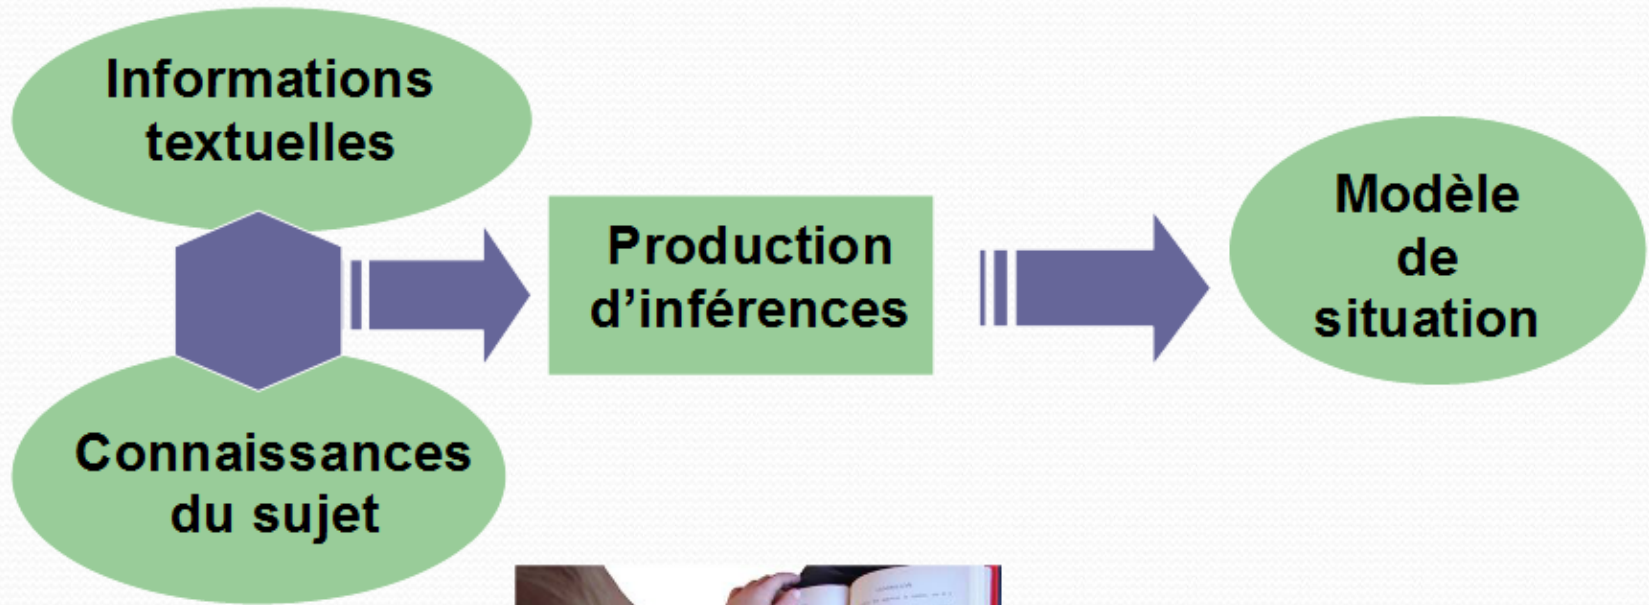 Informations
textuelles
Production
d’inférences
Modèle
de
situation
Connaissances
du sujet